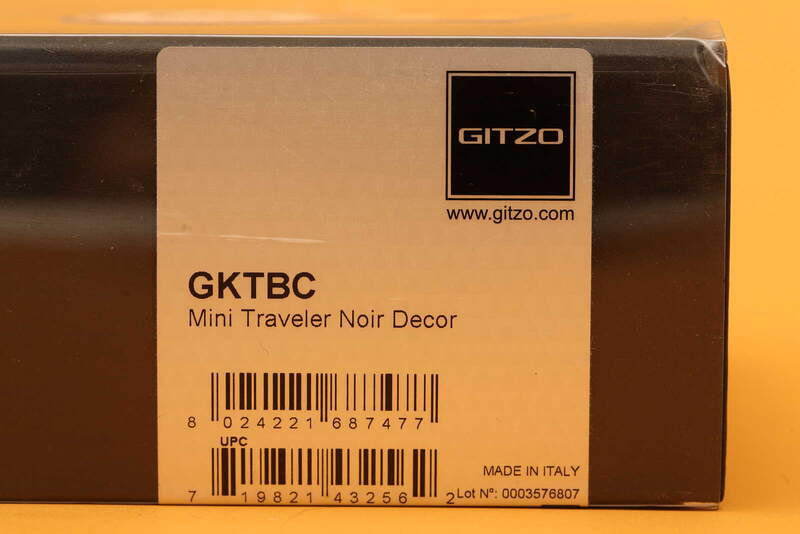 GITZO
www.gitzo.com
GKTBC
Mini Traveler Noir Decor
8 024221 687477
UPC
7 19821 43256 2
MADE IN ITALY
Lot Nº: 0003576807